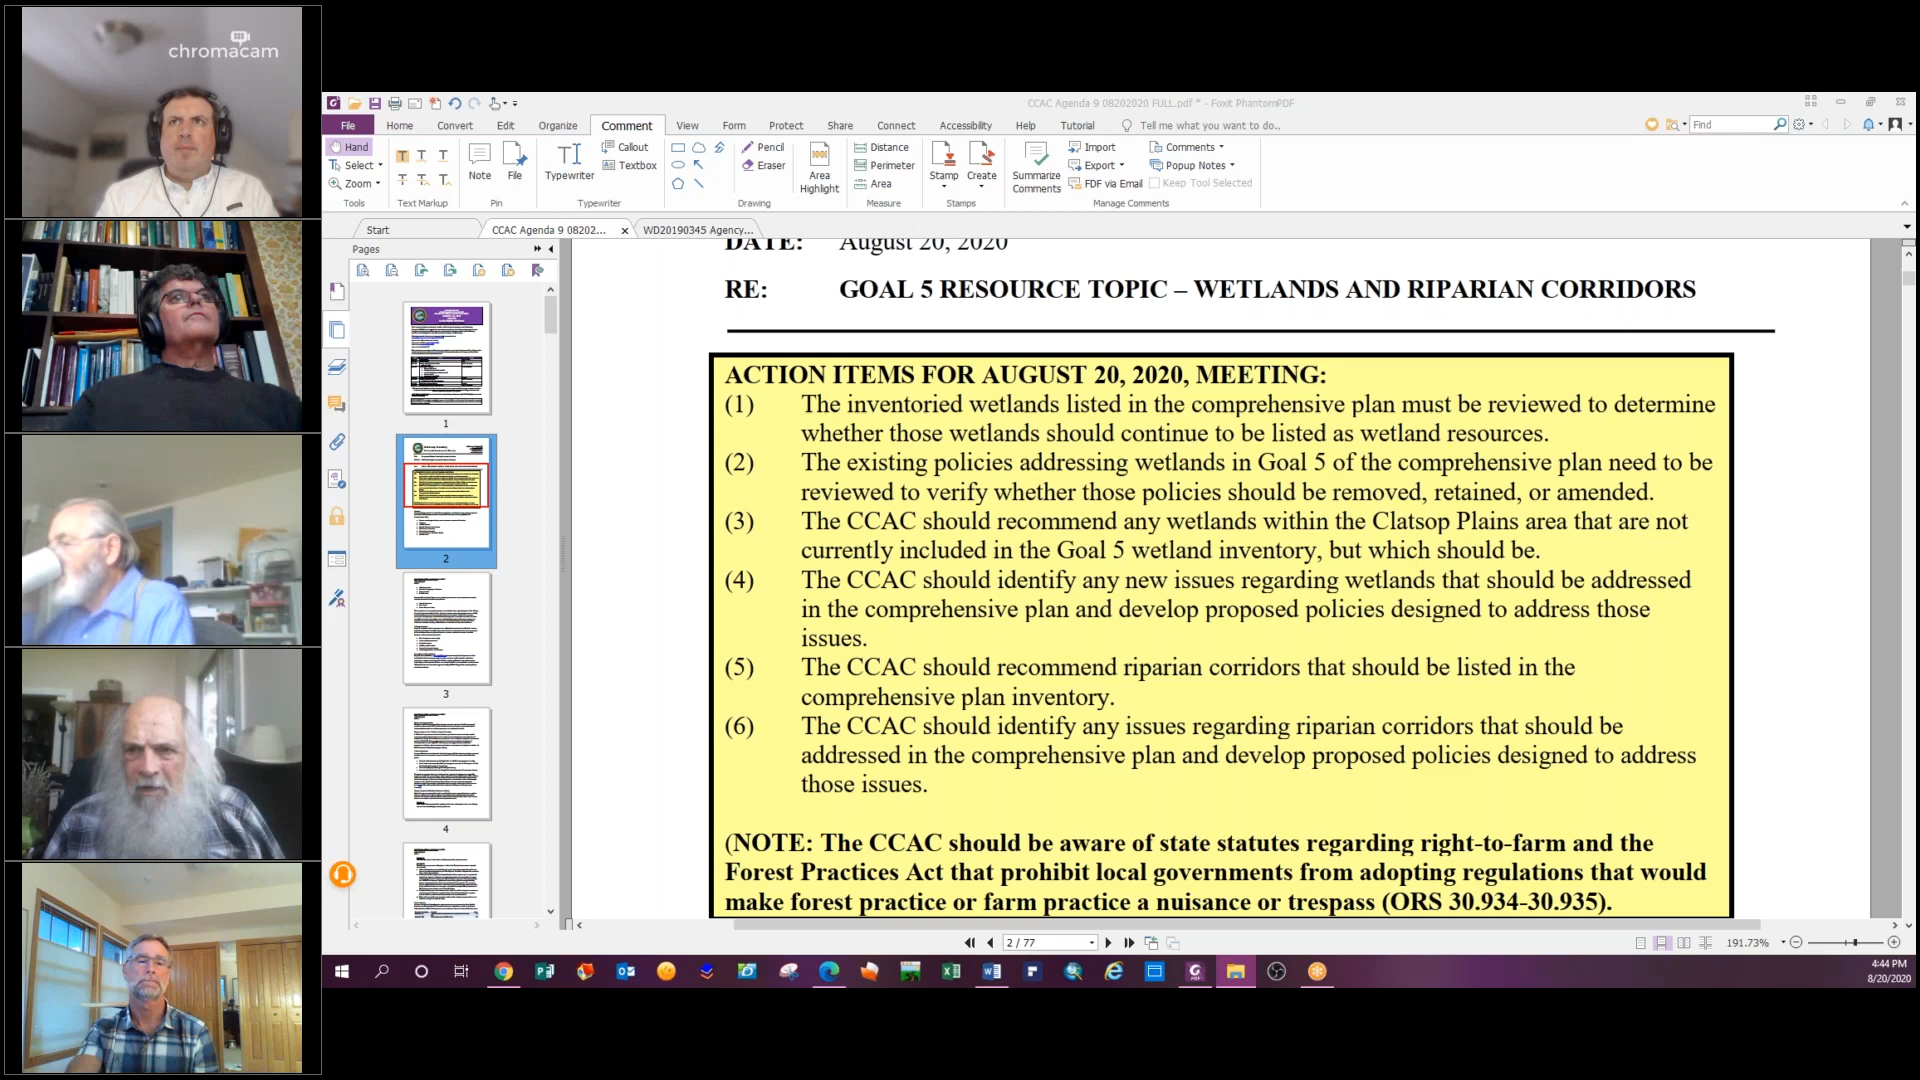 chromacam
CCAC Agenda 9 08202020 FULL.pdf * - Foxit PhantomPDF
File Home Convert Edit Organize Comment View Form Protect Share Connect Accessibility Help Tutorial Tell me what you want to do.. Find
Hand
Select
Zoom
Tools
Text Markup
Note
File
Pin
Typewriter
Callout
Textbox
Typewriter
Pencil
Eraser
Area
Highlight
Drawing
Distance
Perimeter
Area
Measure
Stamp
Create
Stamps
Summarize
Comments
Import
Export
FDF via Email
Comments
Popup Notes
Keep Tool Selected
Manage Comments
Start CCAC Agenda 9 08202... x WD20190345 Agency...
Pages
1
2
3
4
DATE: August 20, 2020
RE: GOAL 5 RESOURCE TOPIC – WETLANDS AND RIPARIAN CORRIDORS
ACTION ITEMS FOR AUGUST 20, 2020, MEETING:
(1) The inventoried wetlands listed in the comprehensive plan must be reviewed to determine
whether those wetlands should continue to be listed as wetland resources.
(2) The existing policies addressing wetlands in Goal 5 of the comprehensive plan need to be
reviewed to verify whether those policies should be removed, retained, or amended.
(3) The CCAC should recommend any wetlands within the Clatsop Plains area that are not
currently included in the Goal 5 wetland inventory, but which should be.
(4) The CCAC should identify any new issues regarding wetlands that should be addressed
in the comprehensive plan and develop proposed policies designed to address those
issues.
(5) The CCAC should recommend riparian corridors that should be listed in the
comprehensive plan inventory.
(6) The CCAC should identify any issues regarding riparian corridors that should be
addressed in the comprehensive plan and develop proposed policies designed to address
those issues.
(NOTE: The CCAC should be aware of state statutes regarding right-to-farm and the
Forest Practices Act that prohibit local governments from adopting regulations that would
make forest practice or farm practice a nuisance or trespass (ORS 30.934-30.935).
2 / 77
191.73%
4:44 PM
8/20/2020